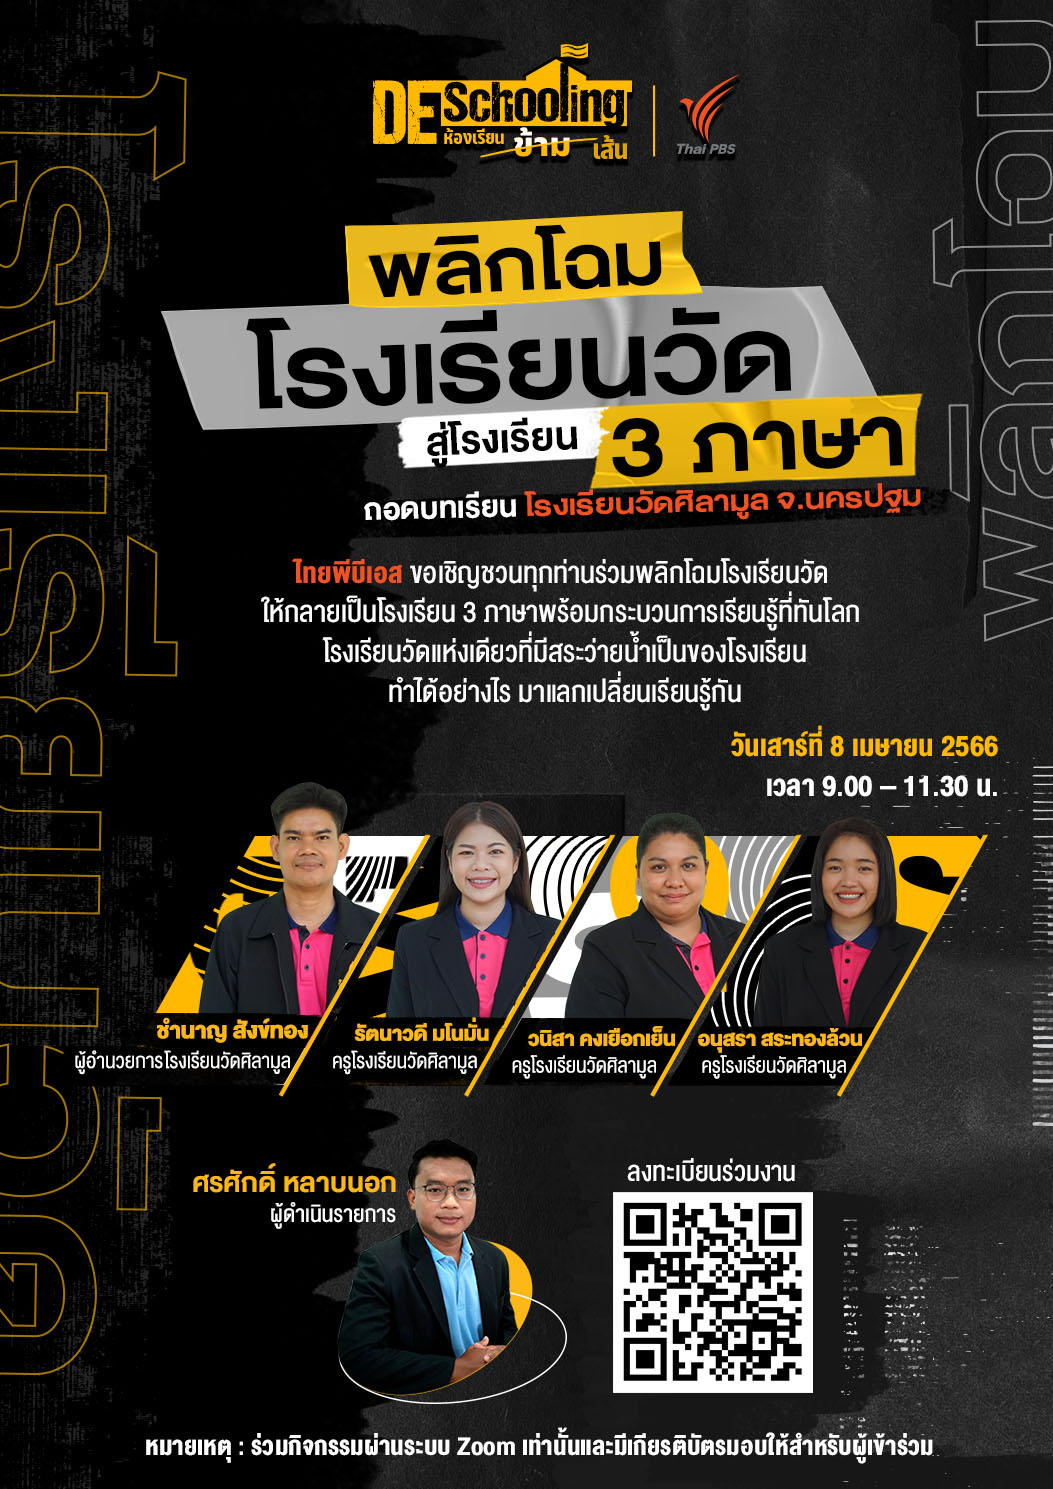 DESchooling
ห้องเรียน ข้าม เส้น
Thai PBS
พลิกโฉม
โรงเรียนวัด
สู่โรงเรียน 3 ภาษา
ถอดบทเรียน โรงเรียนวัดศิลามูล จ.นครปฐม
ไทยพีบีเอส ขอเชิญชวนทุกท่านร่วมพลิกโฉมโรงเรียนวัด
ให้กลายเป็นโรงเรียน 3 ภาษาพร้อมกระบวนการเรียนรู้ที่ทันโลก
โรงเรียนวัดแห่งเดียวที่มีสระว่ายน้ำเป็นของโรงเรียน
ทำได้อย่างไร มาแลกเปลี่ยนเรียนรู้กัน
วันเสาร์ที่ 8 เมษายน 2566
เวลา 9.00 – 11.30 น.
ชำนาญ สังข์ทอง
ผู้อำนวยการโรงเรียนวัดศิลามูล
รัตนาวดี มโนมั่น
ครูโรงเรียนวัดศิลามูล
วนิสา คงเยือกเย็น
ครูโรงเรียนวัดศิลามูล
อนุสรา สระทองล้วน
ครูโรงเรียนวัดศิลามูล
ศรศักดิ์ หลาบนอก
ผู้ดำเนินรายการ
ลงทะเบียนร่วมงาน
หมายเหตุ : ร่วมกิจกรรมผ่านระบบ Zoom เท่านั้นและมีเกียรติบัตรมอบให้สำหรับผู้เข้าร่วม